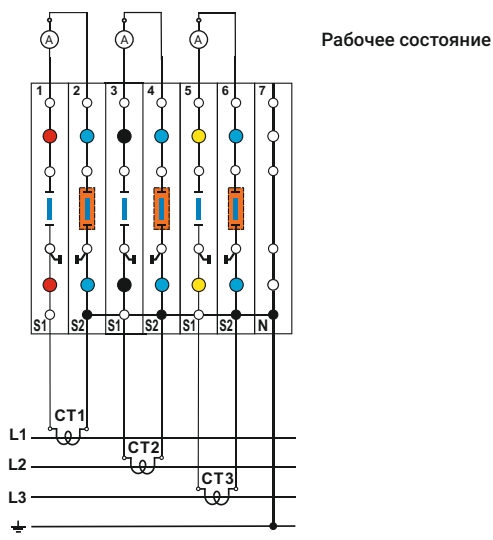 A A A
Рабочее состояние
1 2 3 4 5 6 7
S1 S2 S1 S2 S1 S2 N
CT1
L1
CT2
L2
CT3
L3